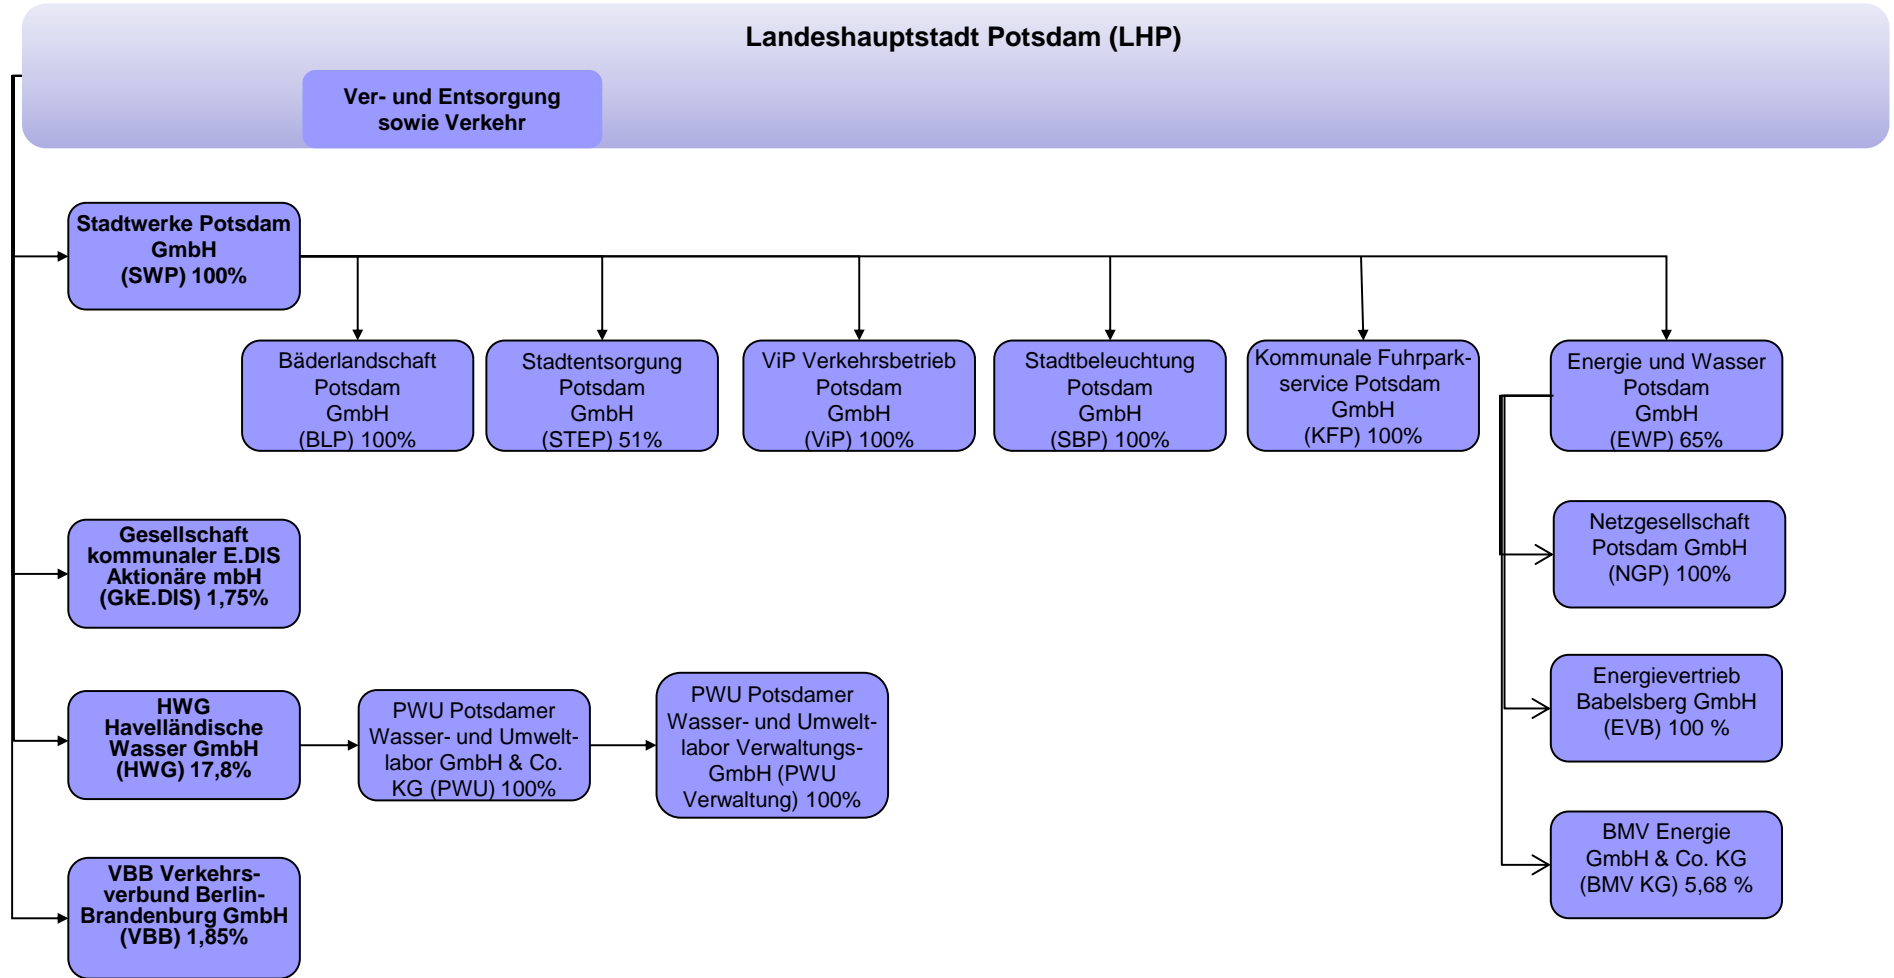 Landeshauptstadt Potsdam (LHP)
Ver- und Entsorgung
sowie Verkehr
Stadtwerke Potsdam
GmbH
(SWP) 100%
Bäderlandschaft
Potsdam
GmbH
(BLP) 100%
Stadtentsorgung
Potsdam
GmbH
(STEP) 51%
ViP Verkehrsbetrieb
Potsdam
GmbH
(ViP) 100%
Stadtbeleuchtung
Potsdam
GmbH
(SBP) 100%
Kommunale Fuhrpark-
service Potsdam
GmbH
(KFP) 100%
Energie und Wasser
Potsdam
GmbH
(EWP) 65%
Netzgesellschaft
Potsdam GmbH
(NGP) 100%
Energievertrieb
Babelsberg GmbH
(EVB) 100 %
BMV Energie
GmbH & Co. KG
(BMV KG) 5,68 %
Gesellschaft
kommunaler E.DIS
Aktionäre mbH
(GkE.DIS) 1,75%
HWG
Havelländische
Wasser GmbH
(HWG) 17,8%
PWU Potsdamer
Wasser- und Umwelt-
labor GmbH & Co.
KG (PWU) 100%
PWU Potsdamer
Wasser- und Umwelt-
labor Verwaltungs-
GmbH (PWU
Verwaltung) 100%
VBB Verkehrs-
verbund Berlin-
Brandenburg GmbH
(VBB) 1,85%